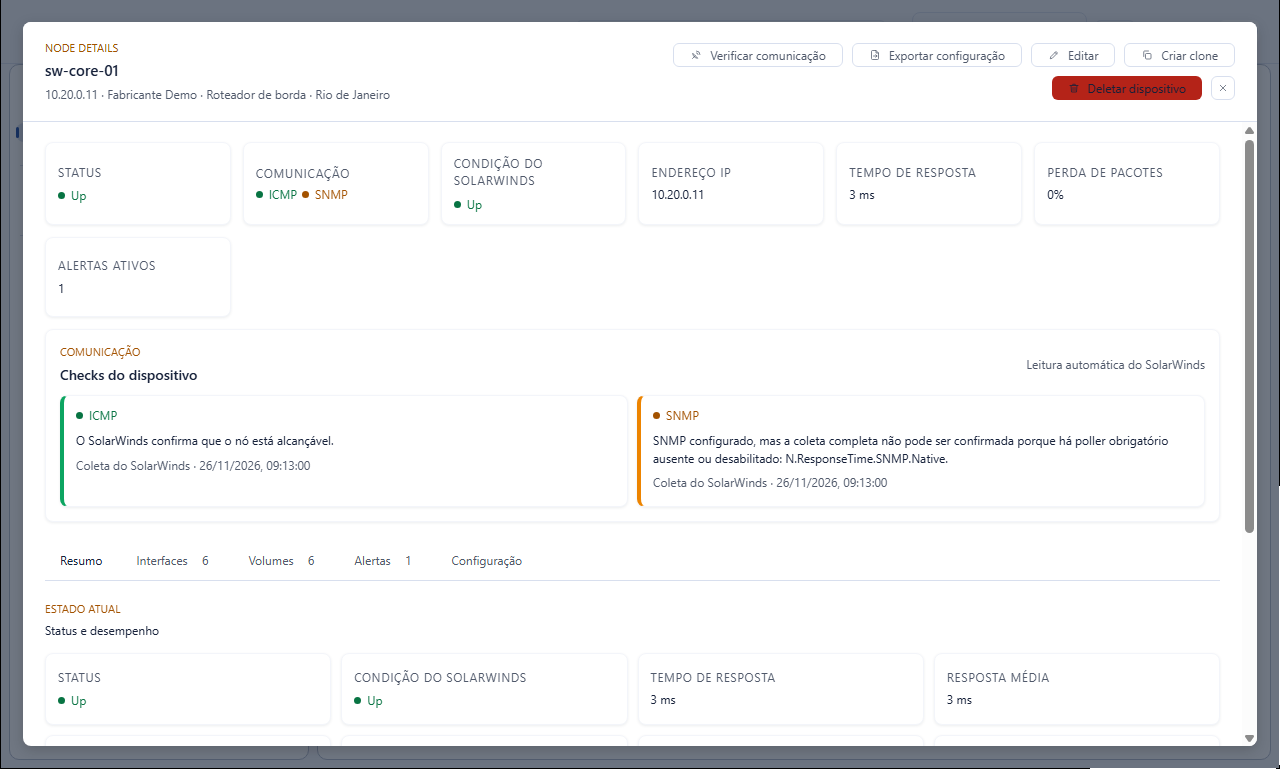 NODE DETAILS
sw-core-01
10.20.0.11 · Fabricante Demo · Roteador de borda · Rio de Janeiro
Verificar comunicação
Exportar configuração
Editar
Criar clone
Deletar dispositivo
STATUS
Up
COMUNICAÇÃO
ICMP SNMP
CONDIÇÃO DO
SOLARWINDS
Up
ENDEREÇO IP
10.20.0.11
TEMPO DE RESPOSTA
3 ms
PERDA DE PACOTES
0%
ALERTAS ATIVOS
1
COMUNICAÇÃO
Checks do dispositivo
Leitura automática do SolarWinds
ICMP
O SolarWinds confirma que o nó está alcançável.
Coleta do SolarWinds · 26/11/2026, 09:13:00
SNMP
SNMP configurado, mas a coleta completa não pode ser confirmada porque há poller obrigatório
ausente ou desabilitado: N.ResponseTime.SNMP.Native.
Coleta do SolarWinds · 26/11/2026, 09:13:00
Resumo
Interfaces 6
Volumes 6
Alertas 1
Configuração
ESTADO ATUAL
Status e desempenho
STATUS
Up
CONDIÇÃO DO SOLARWINDS
Up
TEMPO DE RESPOSTA
3 ms
RESPOSTA MÉDIA
3 ms